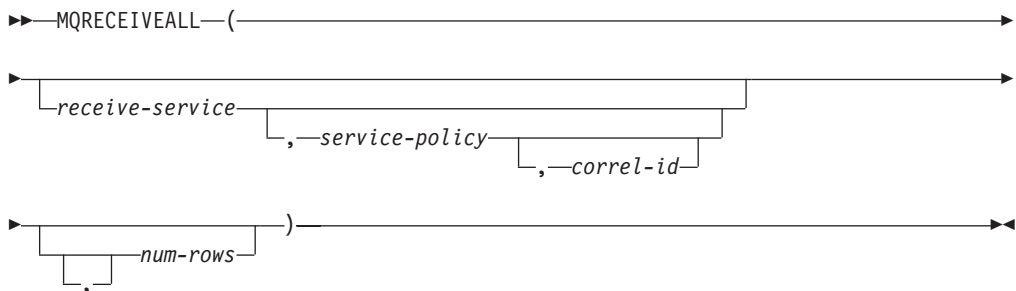 MQRECEIVEALL (
receive-service
, service-policy
, correl-id
)
num-rows
,